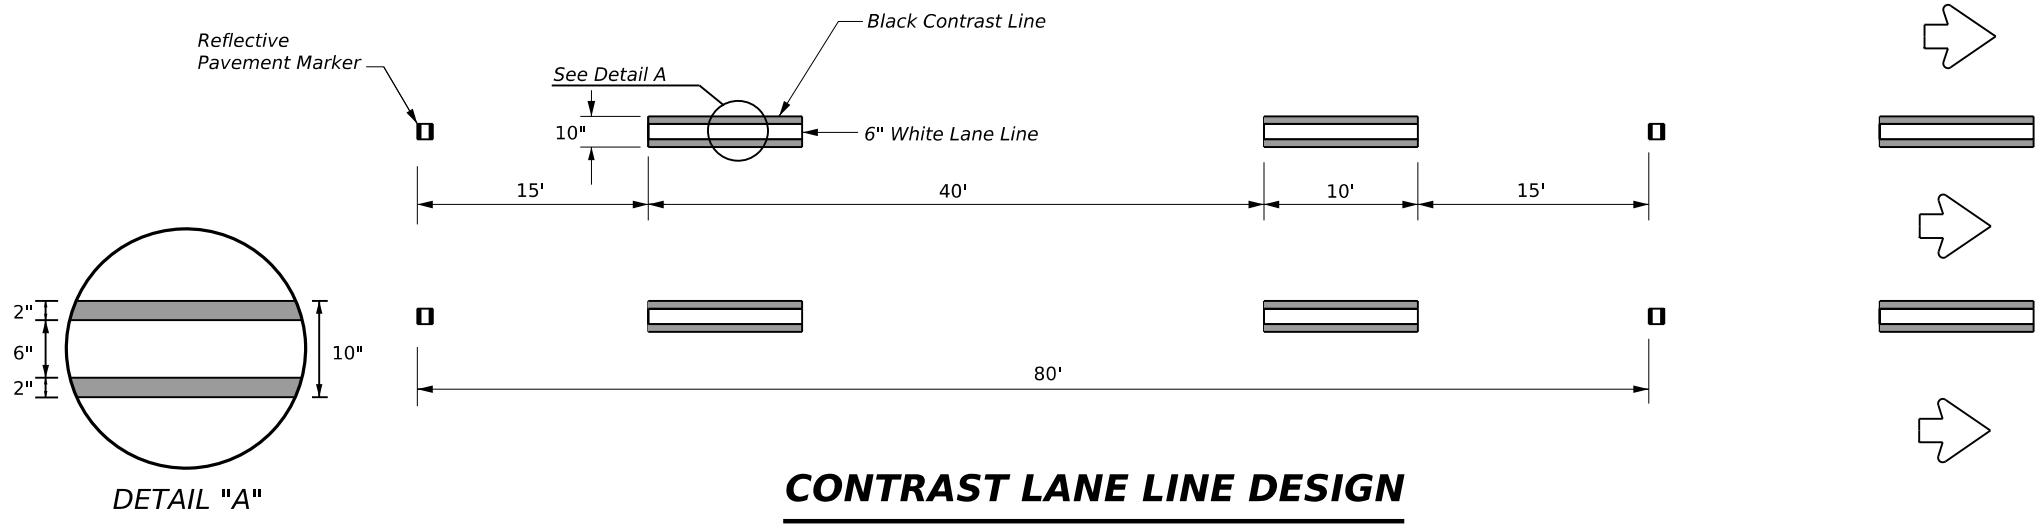 Black Contrast Line
Reflective
Pavement Marker
See Detail A
10"
6" White Lane Line
15'
40'
10'
15'
2"
6"
2"
10"
80'
DETAIL "A"
CONTRAST LANE LINE DESIGN